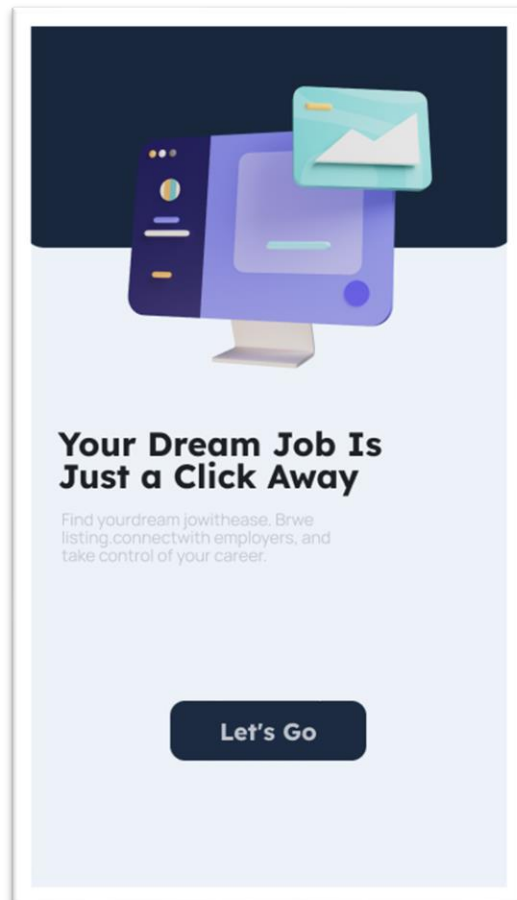 Your Dream Job Is
Just a Click Away
Find yourdream jowithease. Brwe
listing.connectwith employers, and
take control of your career.
Let's Go